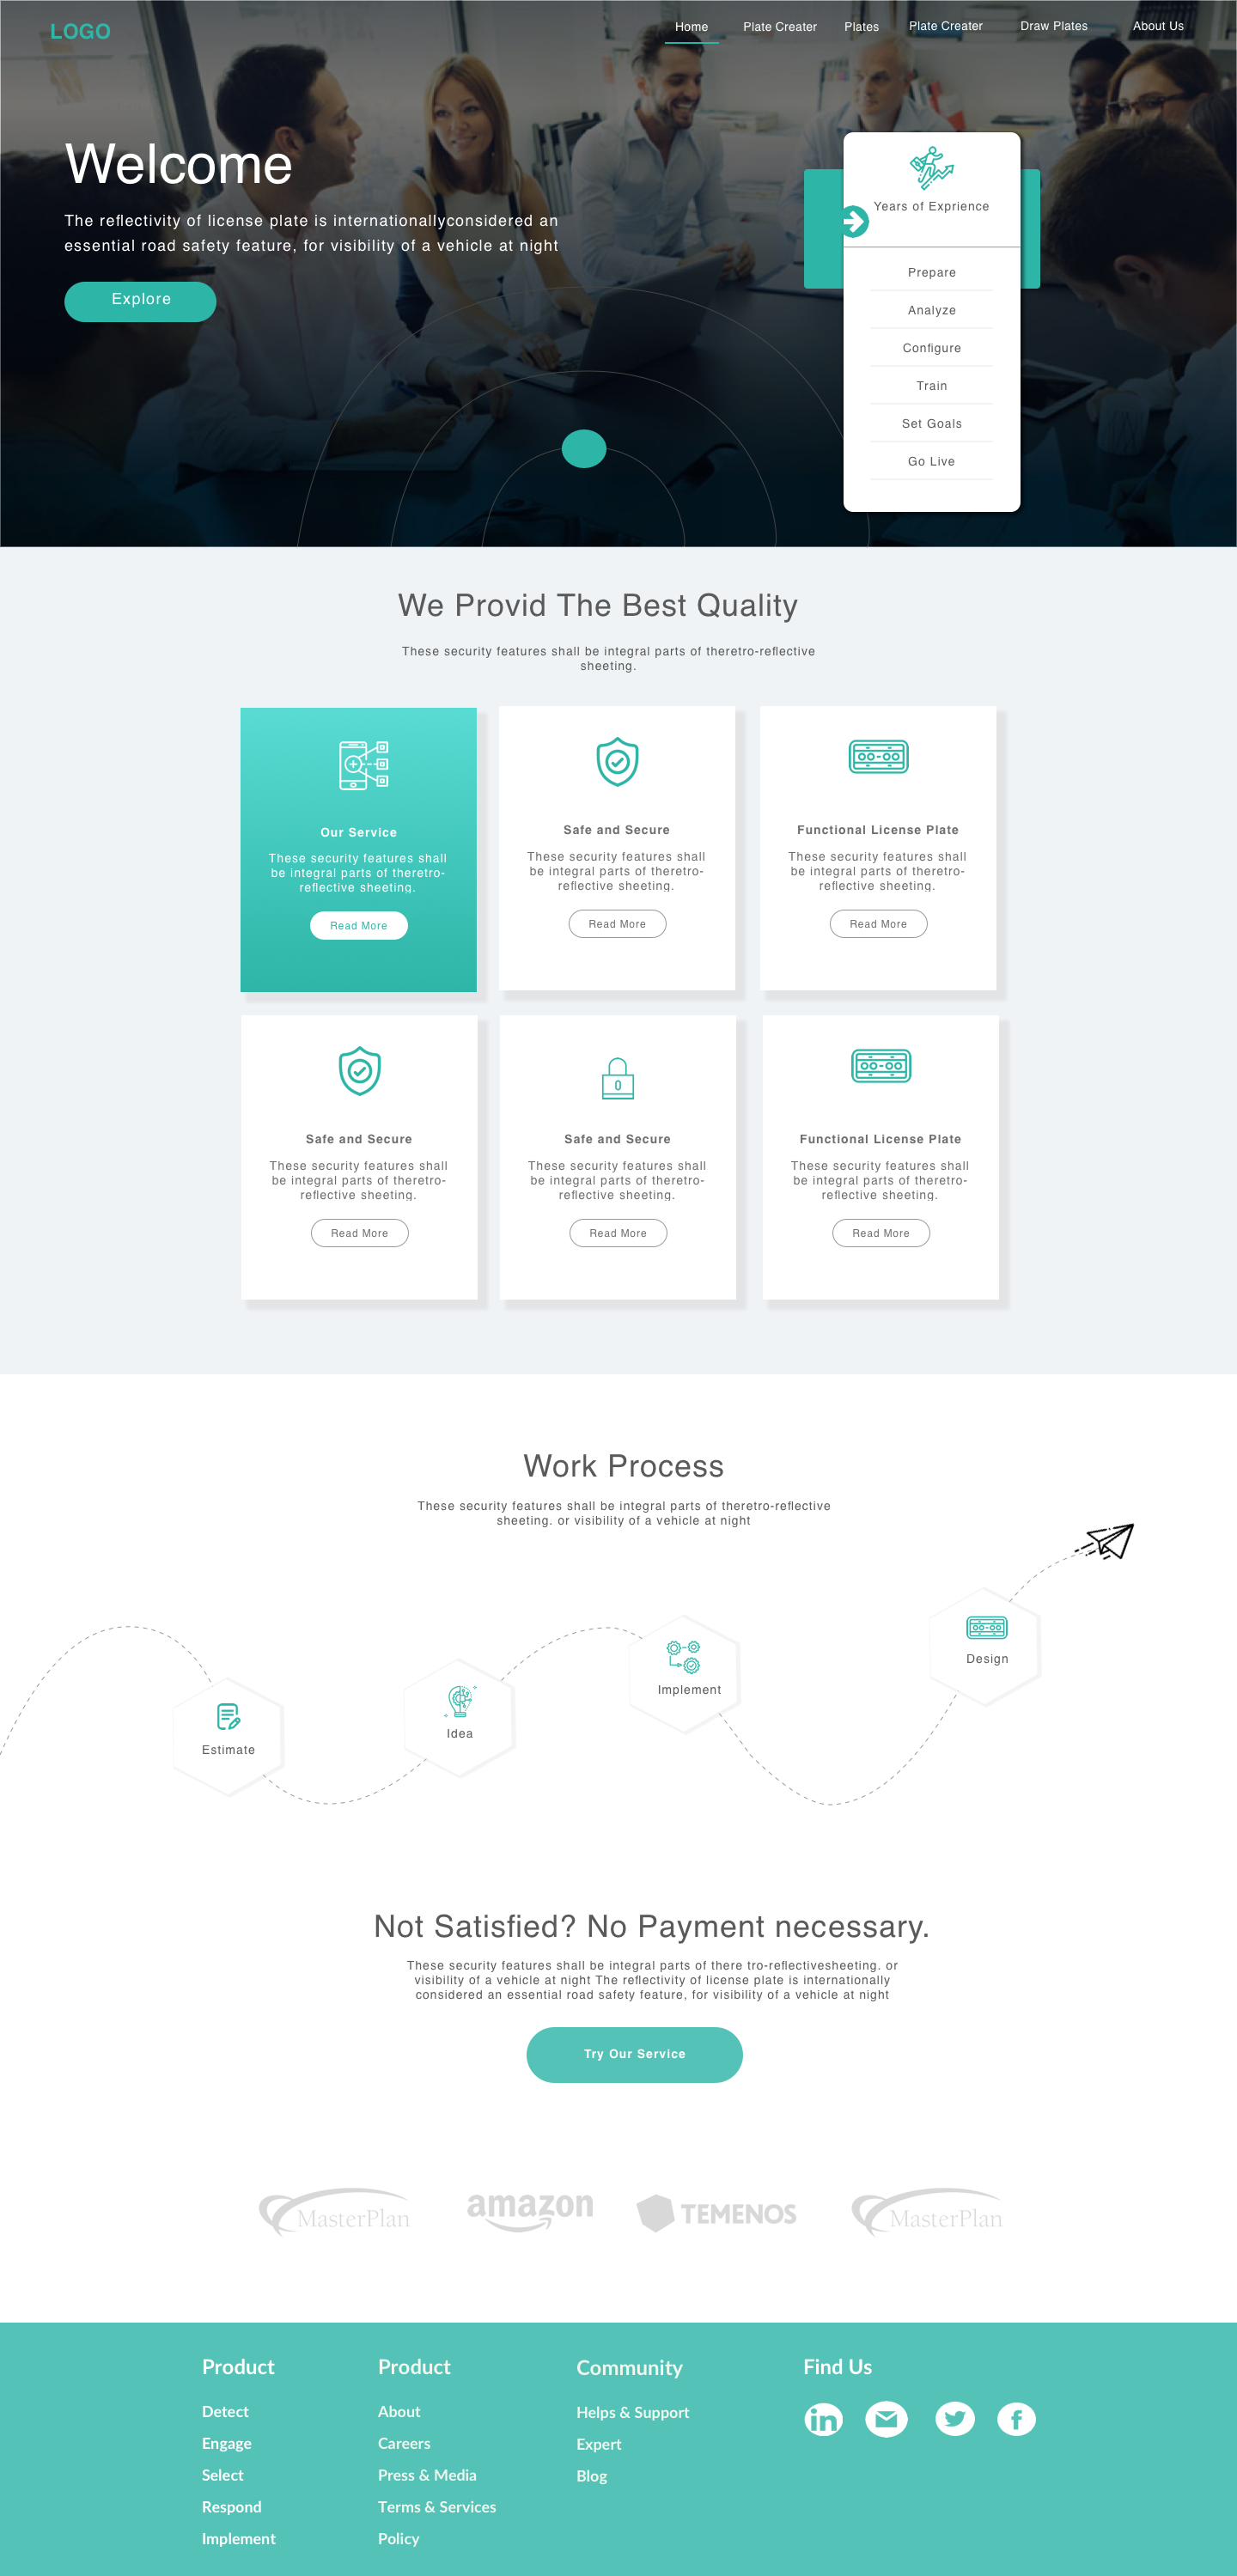 LOGO
Home
Plate Creater
Plates
Plate Creater
Draw Plates
About Us
Welcome
The reflectivity of license plate is internationallyconsidered an
essential road safety feature, for visibility of a vehicle at night
Explore
Years of Exprience
Prepare
Analyze
Configure
Train
Set Goals
Go Live
We Provid The Best Quality
These security features shall be integral parts of theretro-reflective
sheeting.
Our Service
These security features shall
be integral parts of theretro-
reflective sheeting.
Read More
Safe and Secure
These security features shall
be integral parts of theretro-
reflective sheeting.
Read More
Functional License Plate
These security features shall
be integral parts of theretro-
reflective sheeting.
Read More
Safe and Secure
These security features shall
be integral parts of theretro-
reflective sheeting.
Read More
Safe and Secure
These security features shall
be integral parts of theretro-
reflective sheeting.
Read More
Functional License Plate
These security features shall
be integral parts of theretro-
reflective sheeting.
Read More
Work Process
These security features shall be integral parts of theretro-reflective
sheeting. or visibility of a vehicle at night
Estimate
Idea
Implement
Design
Not Satisfied? No Payment necessary.
These security features shall be integral parts of there tro-reflectivesheeting. or
visibility of a vehicle at night The reflectivity of license plate is internationally
considered an essential road safety feature, for visibility of a vehicle at night
Try Our Service
MasterPlan
amazon
TEMENOS
MasterPlan
Product
Detect
Engage
Select
Respond
Implement
Product
About
Careers
Press & Media
Terms & Services
Policy
Community
Helps & Support
Expert
Blog
Find Us